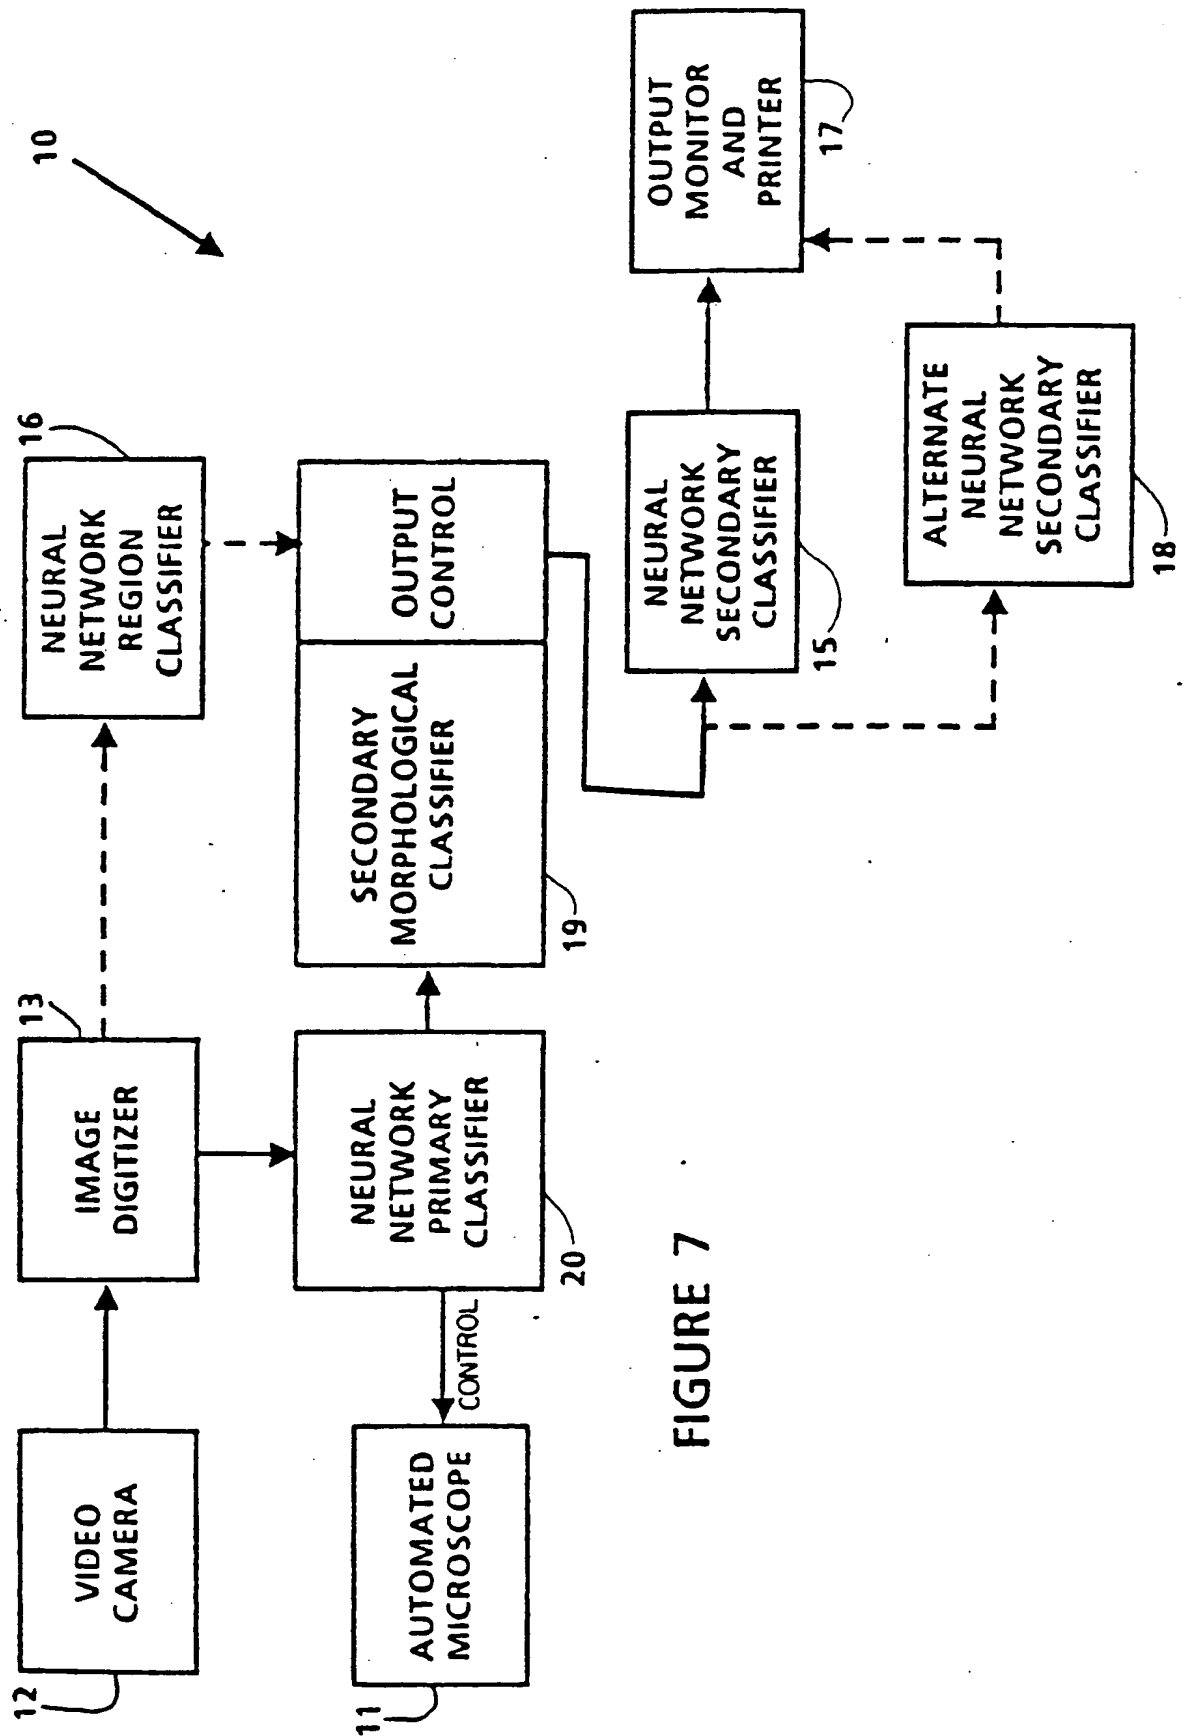 10
12
VIDEO
CAMERA
13
IMAGE
DIGITIZER
16
NEURAL
NETWORK
REGION
CLASSIFIER
11
AUTOMATED
MICROSCOPE
CONTROL
NEURAL
NETWORK
PRIMARY
CLASSIFIER
20
SECONDARY
MORPHOLOGICAL
CLASSIFIER
19
OUTPUT
CONTROL
NEURAL
NETWORK
SECONDARY
CLASSIFIER
15
OUTPUT
MONITOR
AND
PRINTER
17
ALTERNATE
NEURAL
NETWORK
SECONDARY
CLASSIFIER
18
FIGURE 7